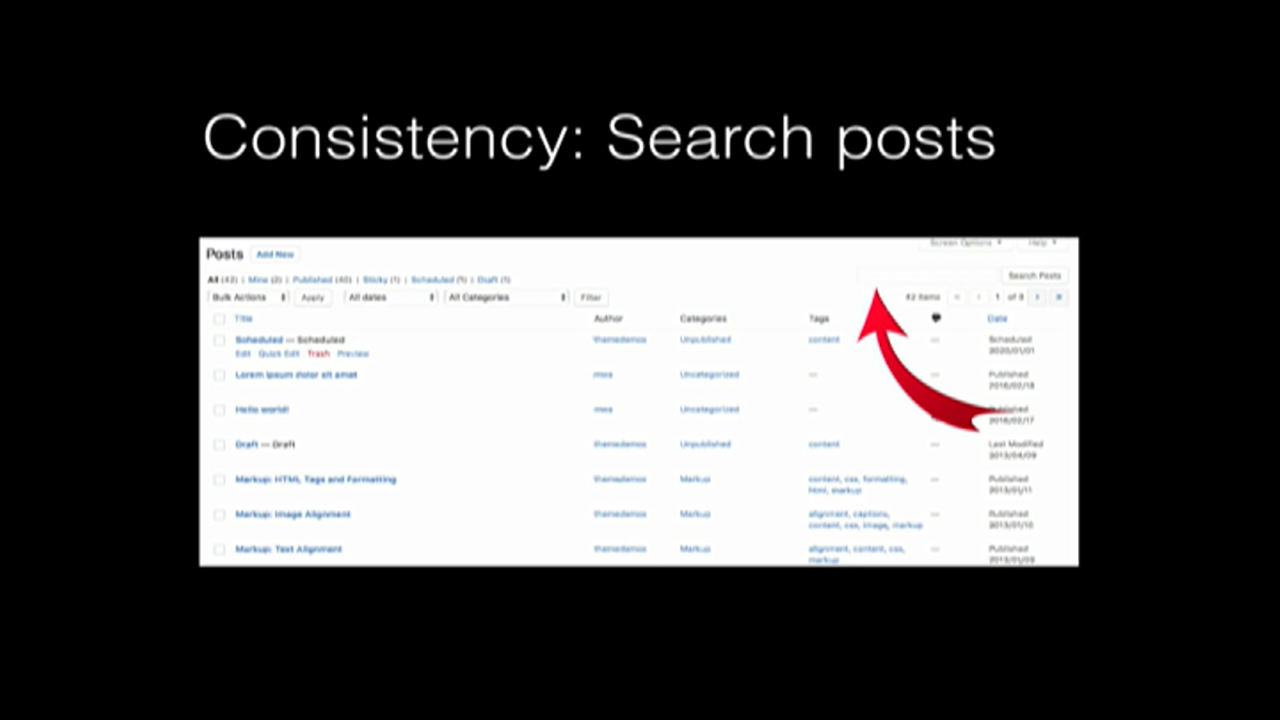 Consistency: Search posts
Screen Options ▼ Help ▼
Posts Add New
All (42) | Mine (2) | Published (40) | Sticky (1) | Scheduled (1) | Draft (1)
Search Posts
Bulk Actions Apply All dates All Categories Filter
42 items « ‹ 1 of 3 › »
Title Author Categories Tags Date
Scheduled — Scheduled themedemos Unpublished content — Scheduled
Edit Quick Edit Trash Preview 2020/01/01
Lorem ipsum dolor sit amet Uncategorized — — Published
2016/02/18
Hello world! Uncategorized — Published
2016/02/17
Draft — Draft themedemos Unpublished content — Last Modified
2013/04/09
Markup: HTML Tags and Formatting themedemos Markup content, css, formatting, — Published
html, markup 2013/01/11
Markup: Image Alignment themedemos Markup alignment, captions, — Published
content, css, image, markup 2013/01/10
Markup: Text Alignment themedemos Markup alignment, content, css, — Published
markup 2013/01/09